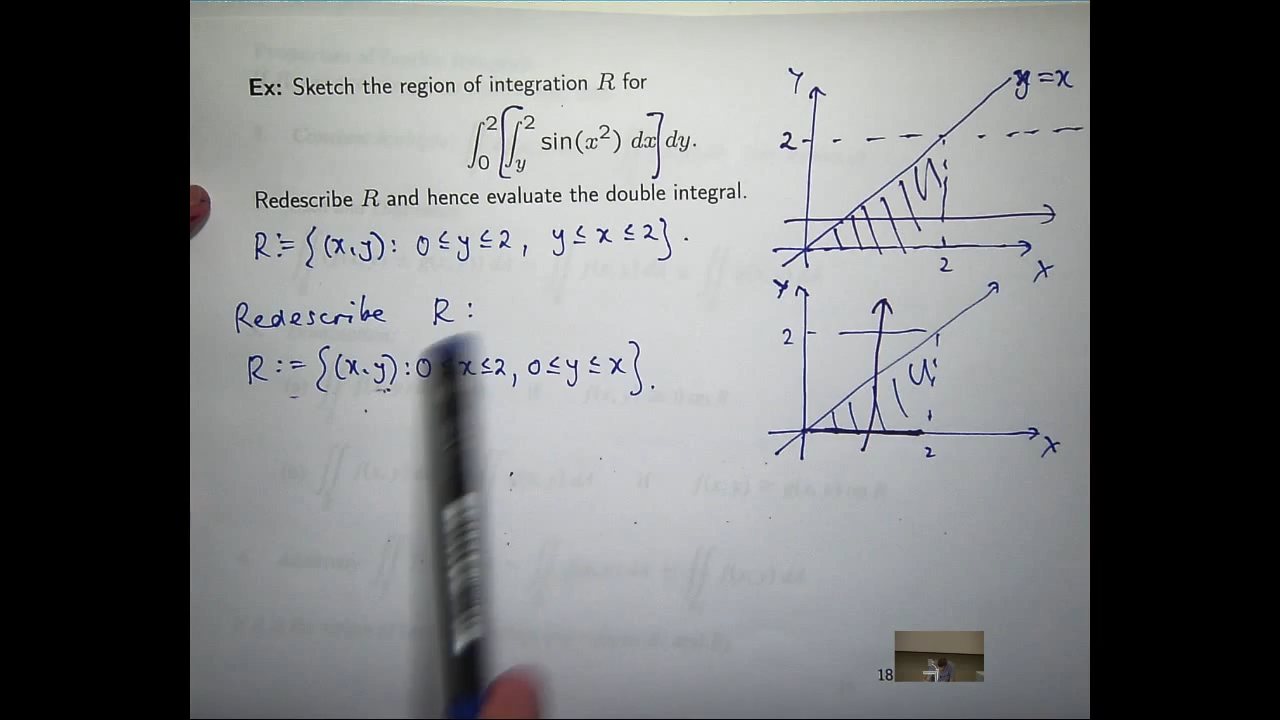 Ex: Sketch the region of integration R for
∫₀² [∫ᵧ² sin(x²) dx] dy.
Redescribe R and hence evaluate the double integral.
R := {(x,y): 0 ≤ y ≤ 2, y ≤ x ≤ 2}.
Redescribe R:
R := {(x,y): 0 ≤ x ≤ 2, 0 ≤ y ≤ x}.
y
y = x
2
2
x
y
2
2
x
18